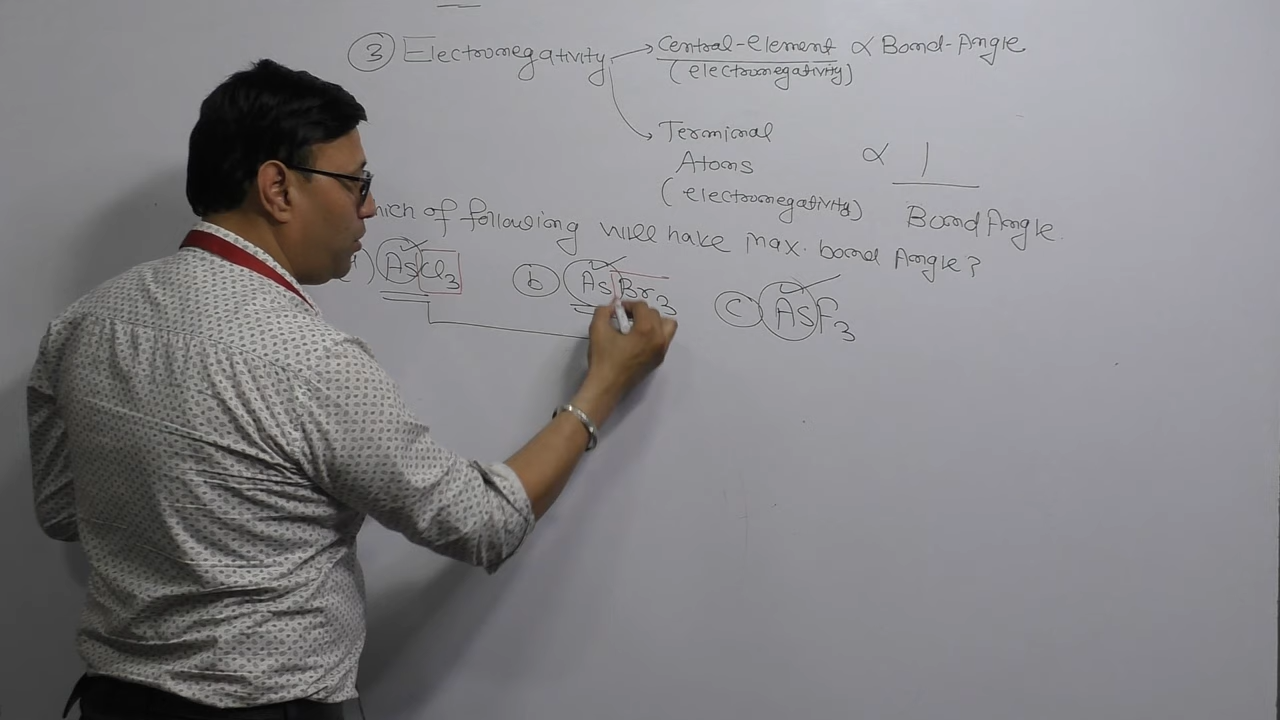 ③ Electronegativity → Central-element ∝ Bond-Angle
(electronegativity)
Terminal
Atoms ∝ 1
(electronegativity) Bond Angle
of following will have max. bond Angle?
) AsCl3 ⓑ AsBr3 ⓒ AsF3